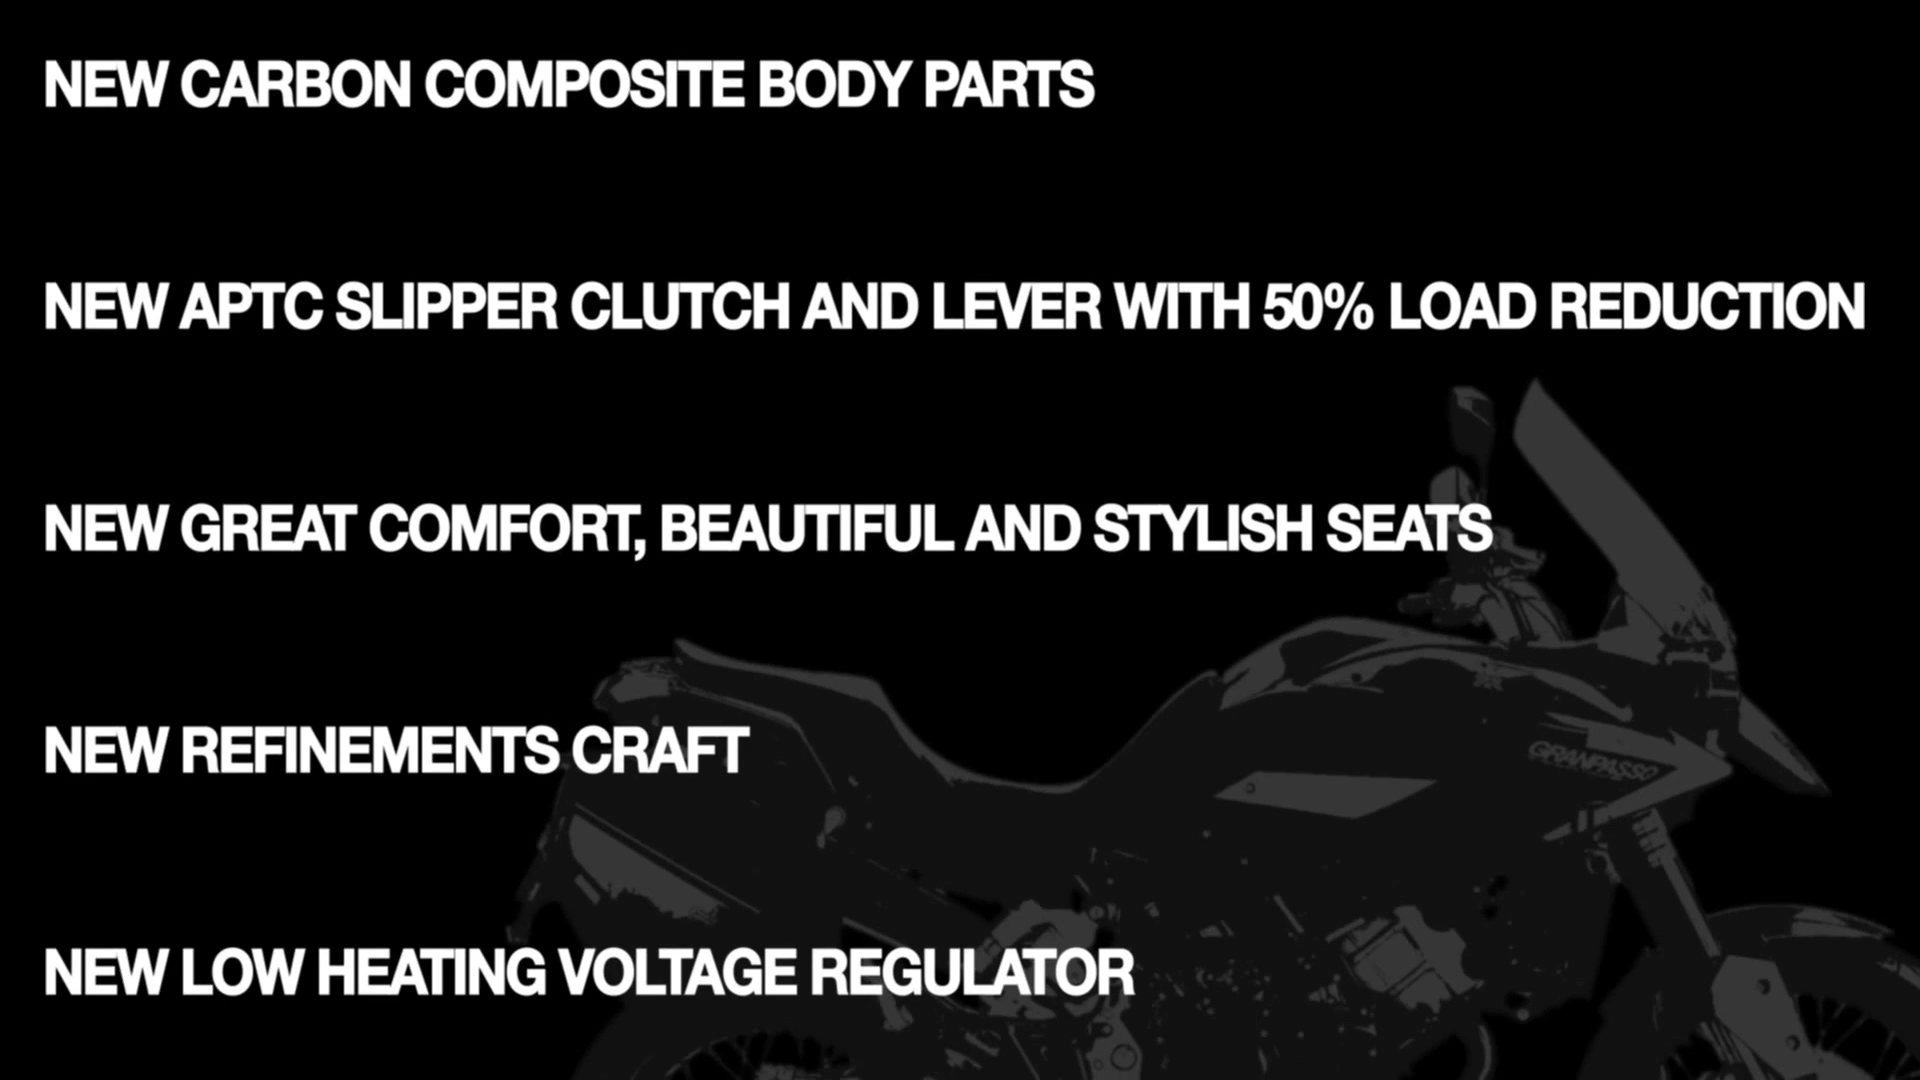 NEW CARBON COMPOSITE BODY PARTS
NEW APTC SLIPPER CLUTCH AND LEVER WITH 50% LOAD REDUCTION
NEW GREAT COMFORT, BEAUTIFUL AND STYLISH SEATS
NEW REFINEMENTS CRAFT
GRANPASSO
NEW LOW HEATING VOLTAGE REGULATOR